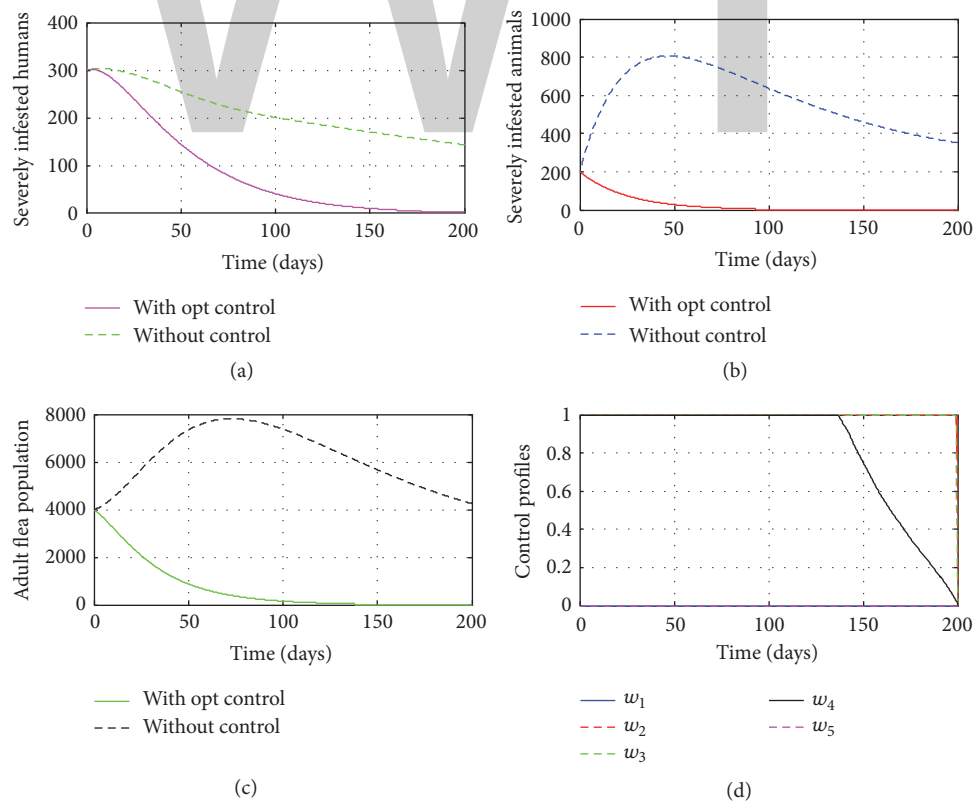 Severely infested humans
400
300
200
100
0
0 50 100 150 200
Time (days)
With opt control
Without control
(a)
Severely infested animals
1000
800
600
400
200
0
0 50 100 150 200
Time (days)
With opt control
Without control
(b)
Adult flea population
8000
6000
4000
2000
0
0 50 100 150 200
Time (days)
With opt control
Without control
(c)
Control profiles
1
0.8
0.6
0.4
0.2
0
0 50 100 150 200
Time (days)
w1
w2
w3
w4
w5
(d)